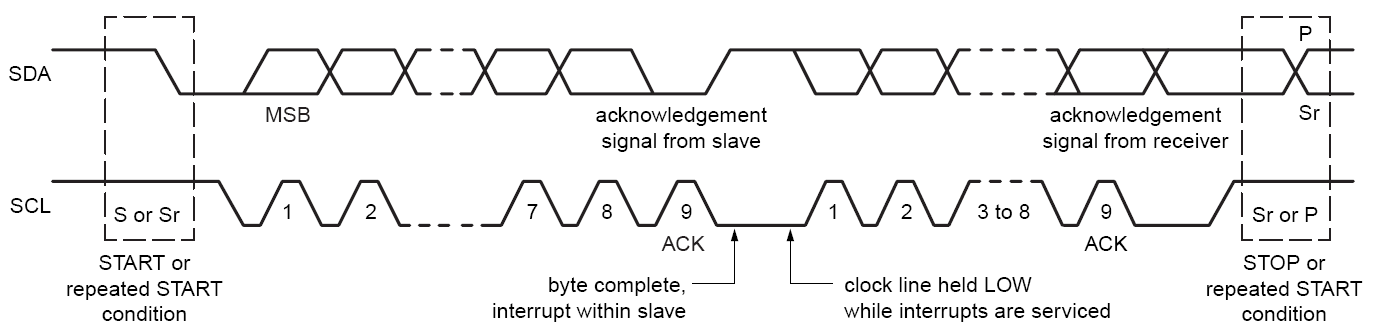 P
SDA
MSB
acknowledgement
signal from slave
acknowledgement
signal from receiver
Sr
SCL
S or Sr
1
2
7
8
9
1
2
3 to 8
9
Sr or P
ACK
ACK
START or
repeated START
condition
byte complete,
interrupt within slave
clock line held LOW
while interrupts are serviced
STOP or
repeated START
condition